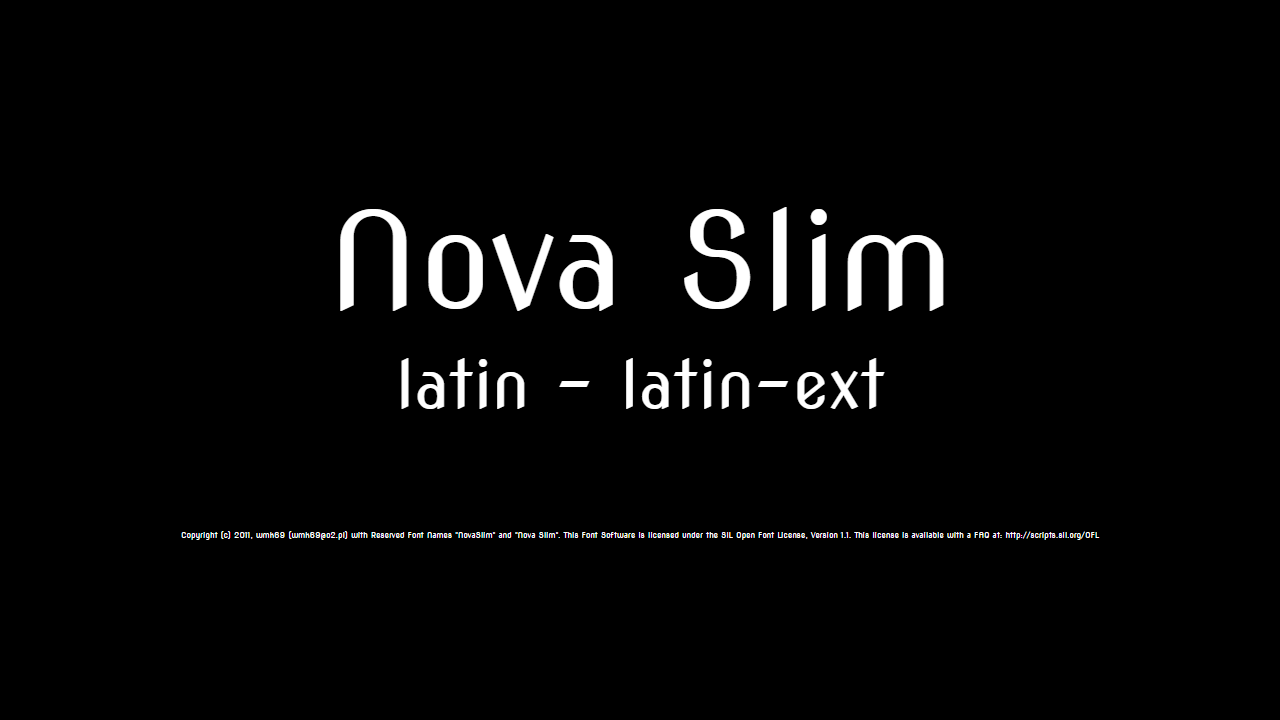 Nova Slim
latin - latin-ext
Copyright (c) 2011, wmk69 (wmk69@o2.pl) with Reserved Font Names "NovaSlim" and "Nova Slim". This Font Software is licensed under the SIL Open Font License, Version 1.1. This license is available with a FAQ at: http://scripts.sil.org/OFL